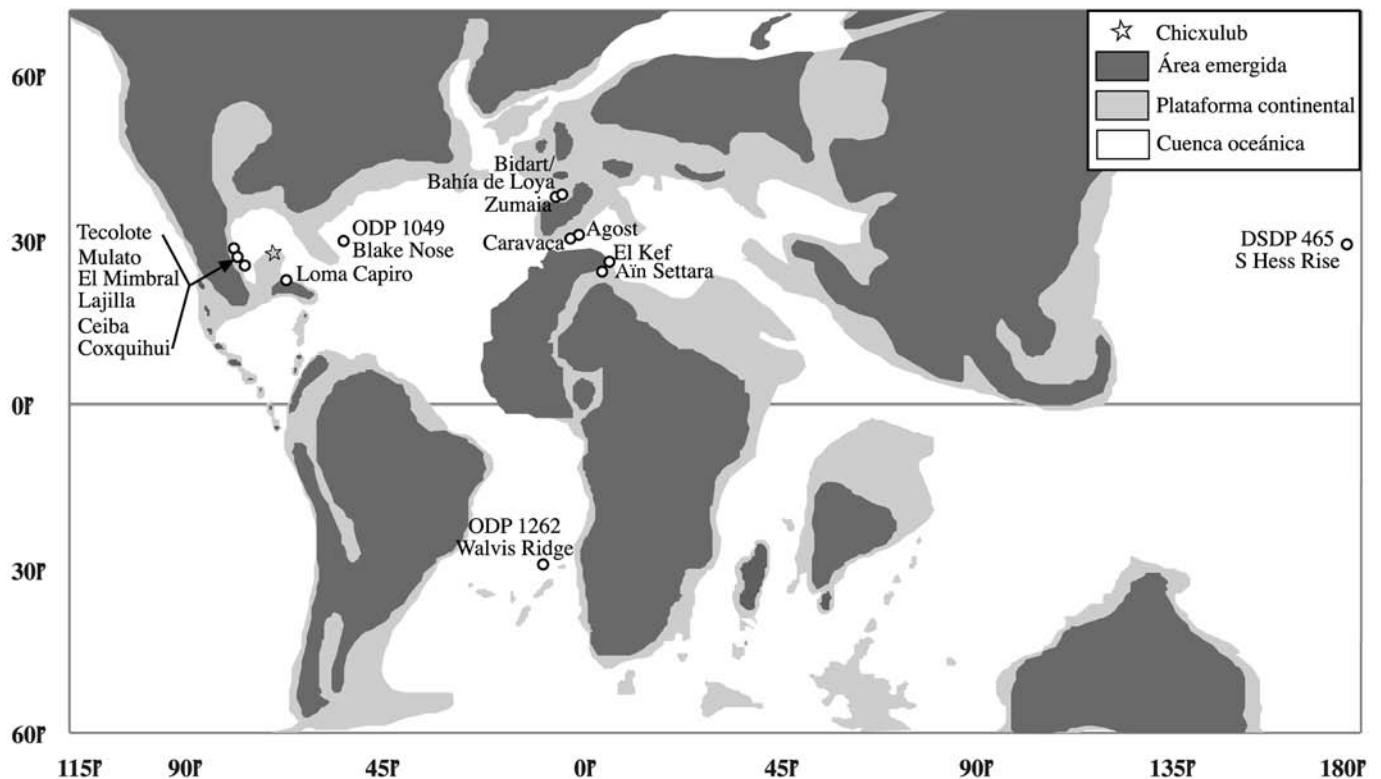 Chicxulub
Área emergida
Plataforma continental
Cuenca oceánica
60º
30º
0º
30º
60º
Bidart/
Bahía de Loya
Zumaia
Tecolote
Mulato
El Mimbral
Lajilla
Ceiba
Coxquihui
ODP 1049
Blake Nose
Loma Capiro
Caravaca
Agost
El Kef
Aïn Settara
DSDP 465
S Hess Rise
ODP 1262
Walvis Ridge
115º
90º
45º
0º
45º
90º
135º
180º